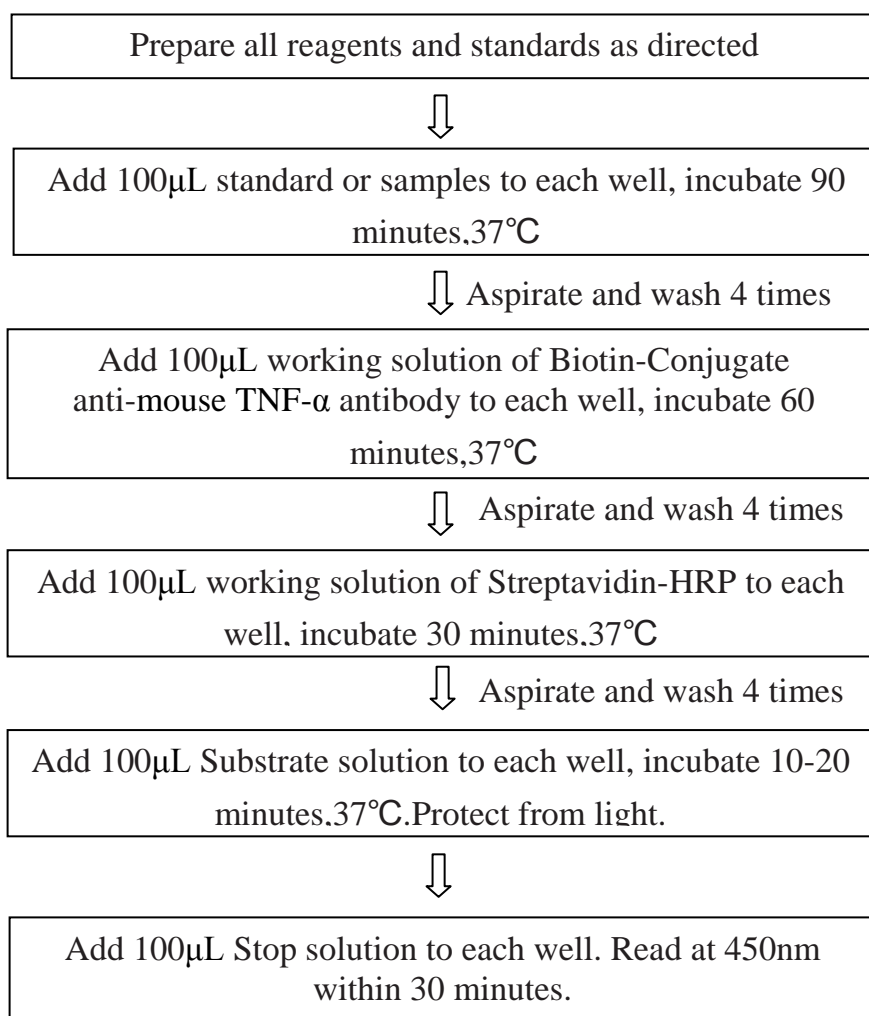 Prepare all reagents and standards as directed
Add 100μL standard or samples to each well, incubate 90
minutes,37℃
Aspirate and wash 4 times
Add 100μL working solution of Biotin-Conjugate
anti-mouse TNF-α antibody to each well, incubate 60
minutes,37℃
Aspirate and wash 4 times
Add 100μL working solution of Streptavidin-HRP to each
well, incubate 30 minutes,37℃
Aspirate and wash 4 times
Add 100μL Substrate solution to each well, incubate 10-20
minutes,37℃.Protect from light.
Add 100μL Stop solution to each well. Read at 450nm
within 30 minutes.